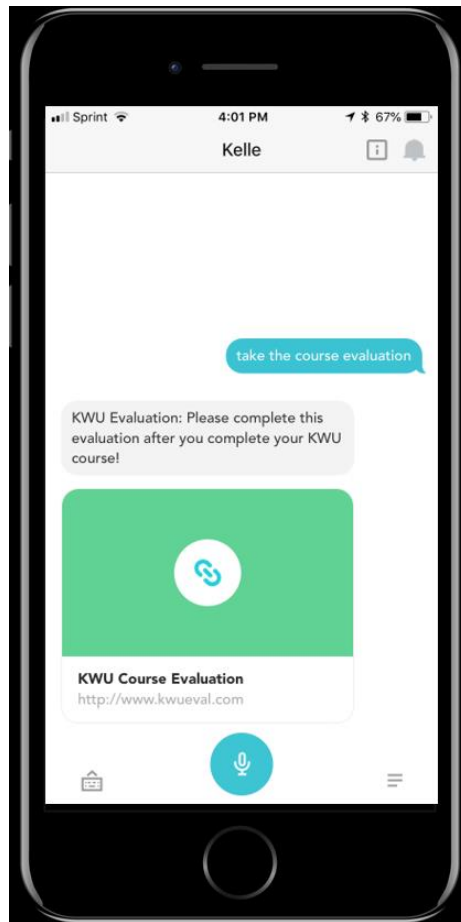 Sprint 4:01 PM 67%
Kelle
take the course evaluation
KWU Evaluation: Please complete this
evaluation after you complete your KWU
course!
KWU Course Evaluation
http://www.kwueval.com